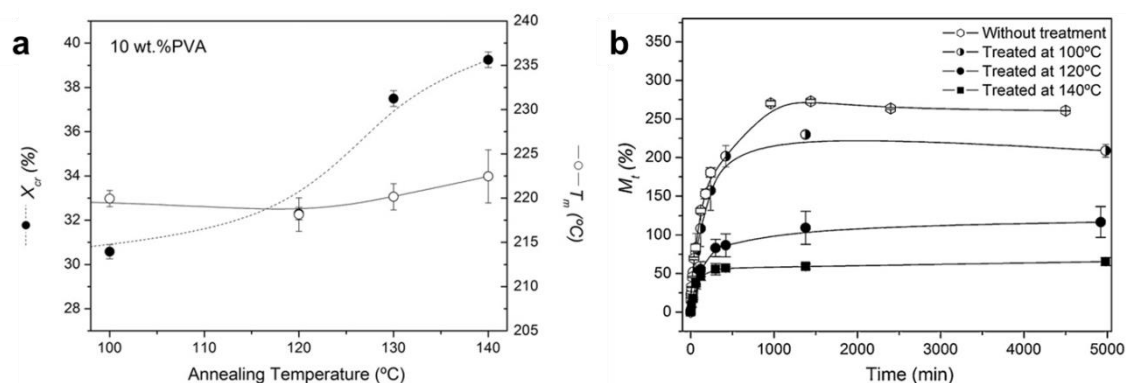 a
10 wt.%PVA
40
38
36
34
32
30
28
X_cr (%)
240
235
230
225
220
215
210
205
T_m (ºC)
100
110
120
130
140
Annealing Temperature (ºC)
b
Without treatment
Treated at 100ºC
Treated at 120ºC
Treated at 140ºC
350
300
250
200
150
100
50
0
M_t (%)
0
1000
2000
3000
4000
5000
Time (min)